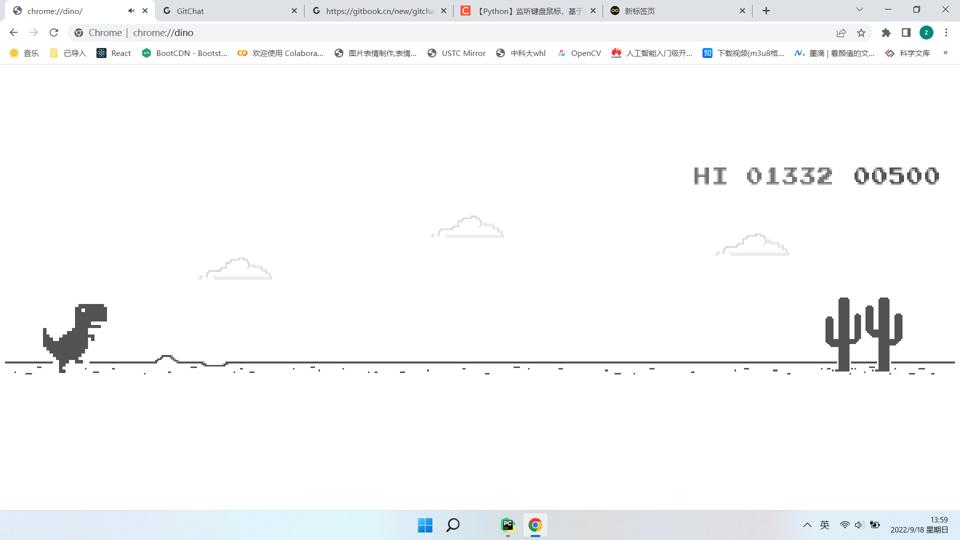 chrome://dino/
GitChat
https://gitbook.cn/new/gitcha
【Python】监听键盘鼠标，基于
新标签页
Chrome | chrome://dino
z
音乐
已导入
React
BootCDN - Bootst...
欢迎使用 Colabora...
图片表情制作,表情...
USTC Mirror
中科大whl
OpenCV
人工智能入门级开...
知
下载视频(m3u8格...
墨滴 | 看颜值的文...
科学文库
»
HI 01332 00500
PC
英
13:59
2022/9/18 星期日